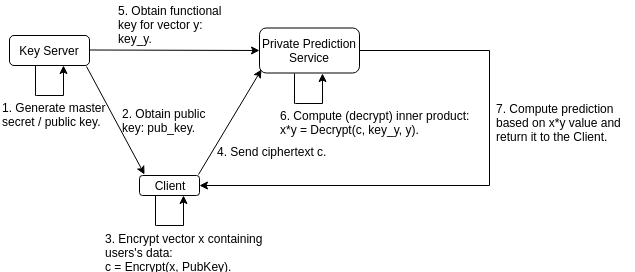 5. Obtain functional
key for vector y:
key_y.
Key Server
Private Prediction
Service
1. Generate master
secret / public key.
2. Obtain public
key: pub_key.
6. Compute (decrypt) inner product:
x*y = Decrypt(c, key_y, y).
7. Compute prediction
based on x*y value and
return it to the Client.
4. Send ciphertext c.
Client
3. Encrypt vector x containing
users's data:
c = Encrypt(x, PubKey).